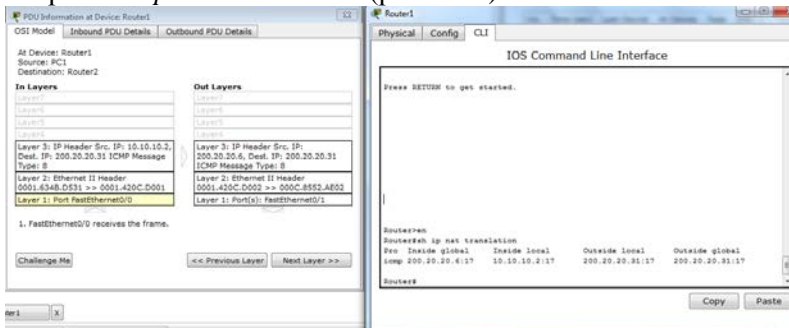 PDU Information at Device: Router1
OSI Model Inbound PDU Details Outbound PDU Details
At Device: Router1
Source: PC1
Destination: Router2
In Layers
Out Layers
Layer7
Layer6
Layer5
Layer4
Layer 3: IP Header Src. IP: 10.10.10.2,
Dest. IP: 200.20.20.31 ICMP Message
Type: 8
Layer 2: Ethernet II Header
0001.634B.D531 >> 0001.420C.D001
Layer 1: Port FastEthernet0/0
Layer7
Layer6
Layer5
Layer4
Layer 3: IP Header Src. IP:
200.20.20.6, Dest. IP: 200.20.20.31
ICMP Message Type: 8
Layer 2: Ethernet II Header
0001.420C.D002 >> 000C.8552.AE02
Layer 1: Port(s): FastEthernet0/1
1. FastEthernet0/0 receives the frame.
Challenge Me
<< Previous Layer
Next Layer >>
Router1
Physical Config CLI
IOS Command Line Interface
Press RETURN to get started.
Router>en
Router#sh ip nat translation
Pro Inside global Inside local Outside local Outside global
icmp 200.20.20.6:17 10.10.10.2:17 200.20.20.31:17 200.20.20.31:17
Router#
Copy
Paste